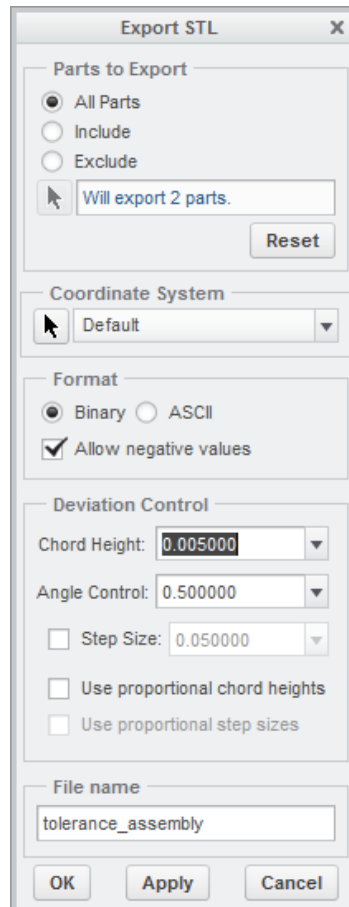 Export STL
Parts to Export
All Parts
Include
Exclude
Will export 2 parts.
Reset
Coordinate System
Default
Format
Binary ASCII
Allow negative values
Deviation Control
Chord Height: 0.005000
Angle Control: 0.500000
Step Size: 0.050000
Use proportional chord heights
Use proportional step sizes
File name
tolerance_assembly
OK Apply Cancel